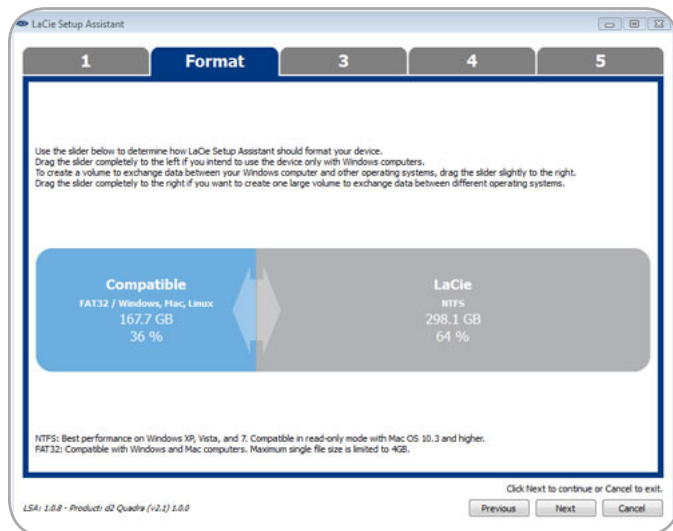 LaCie Setup Assistant
1
Format
3
4
5
Use the slider below to determine how LaCie Setup Assistant should format your device.
Drag the slider completely to the left if you intend to use the device only with Windows computers.
To create a volume to exchange data between your Windows computer and other operating systems, drag the slider slightly to the right.
Drag the slider completely to the right if you want to create one large volume to exchange data between different operating systems.
Compatible
FAT32 / Windows, Mac, Linux
167.7 GB
36 %
LaCie
NTFS
298.1 GB
64 %
NTFS: Best performance on Windows XP, Vista, and 7. Compatible in read-only mode with Mac OS 10.3 and higher.
FAT32: Compatible with Windows and Mac computers. Maximum single file size is limited to 4GB.
Click Next to continue or Cancel to exit.
LSA: 1.0.8 - Product: d2 Quadra (v2.1) 1.0.0
Previous
Next
Cancel